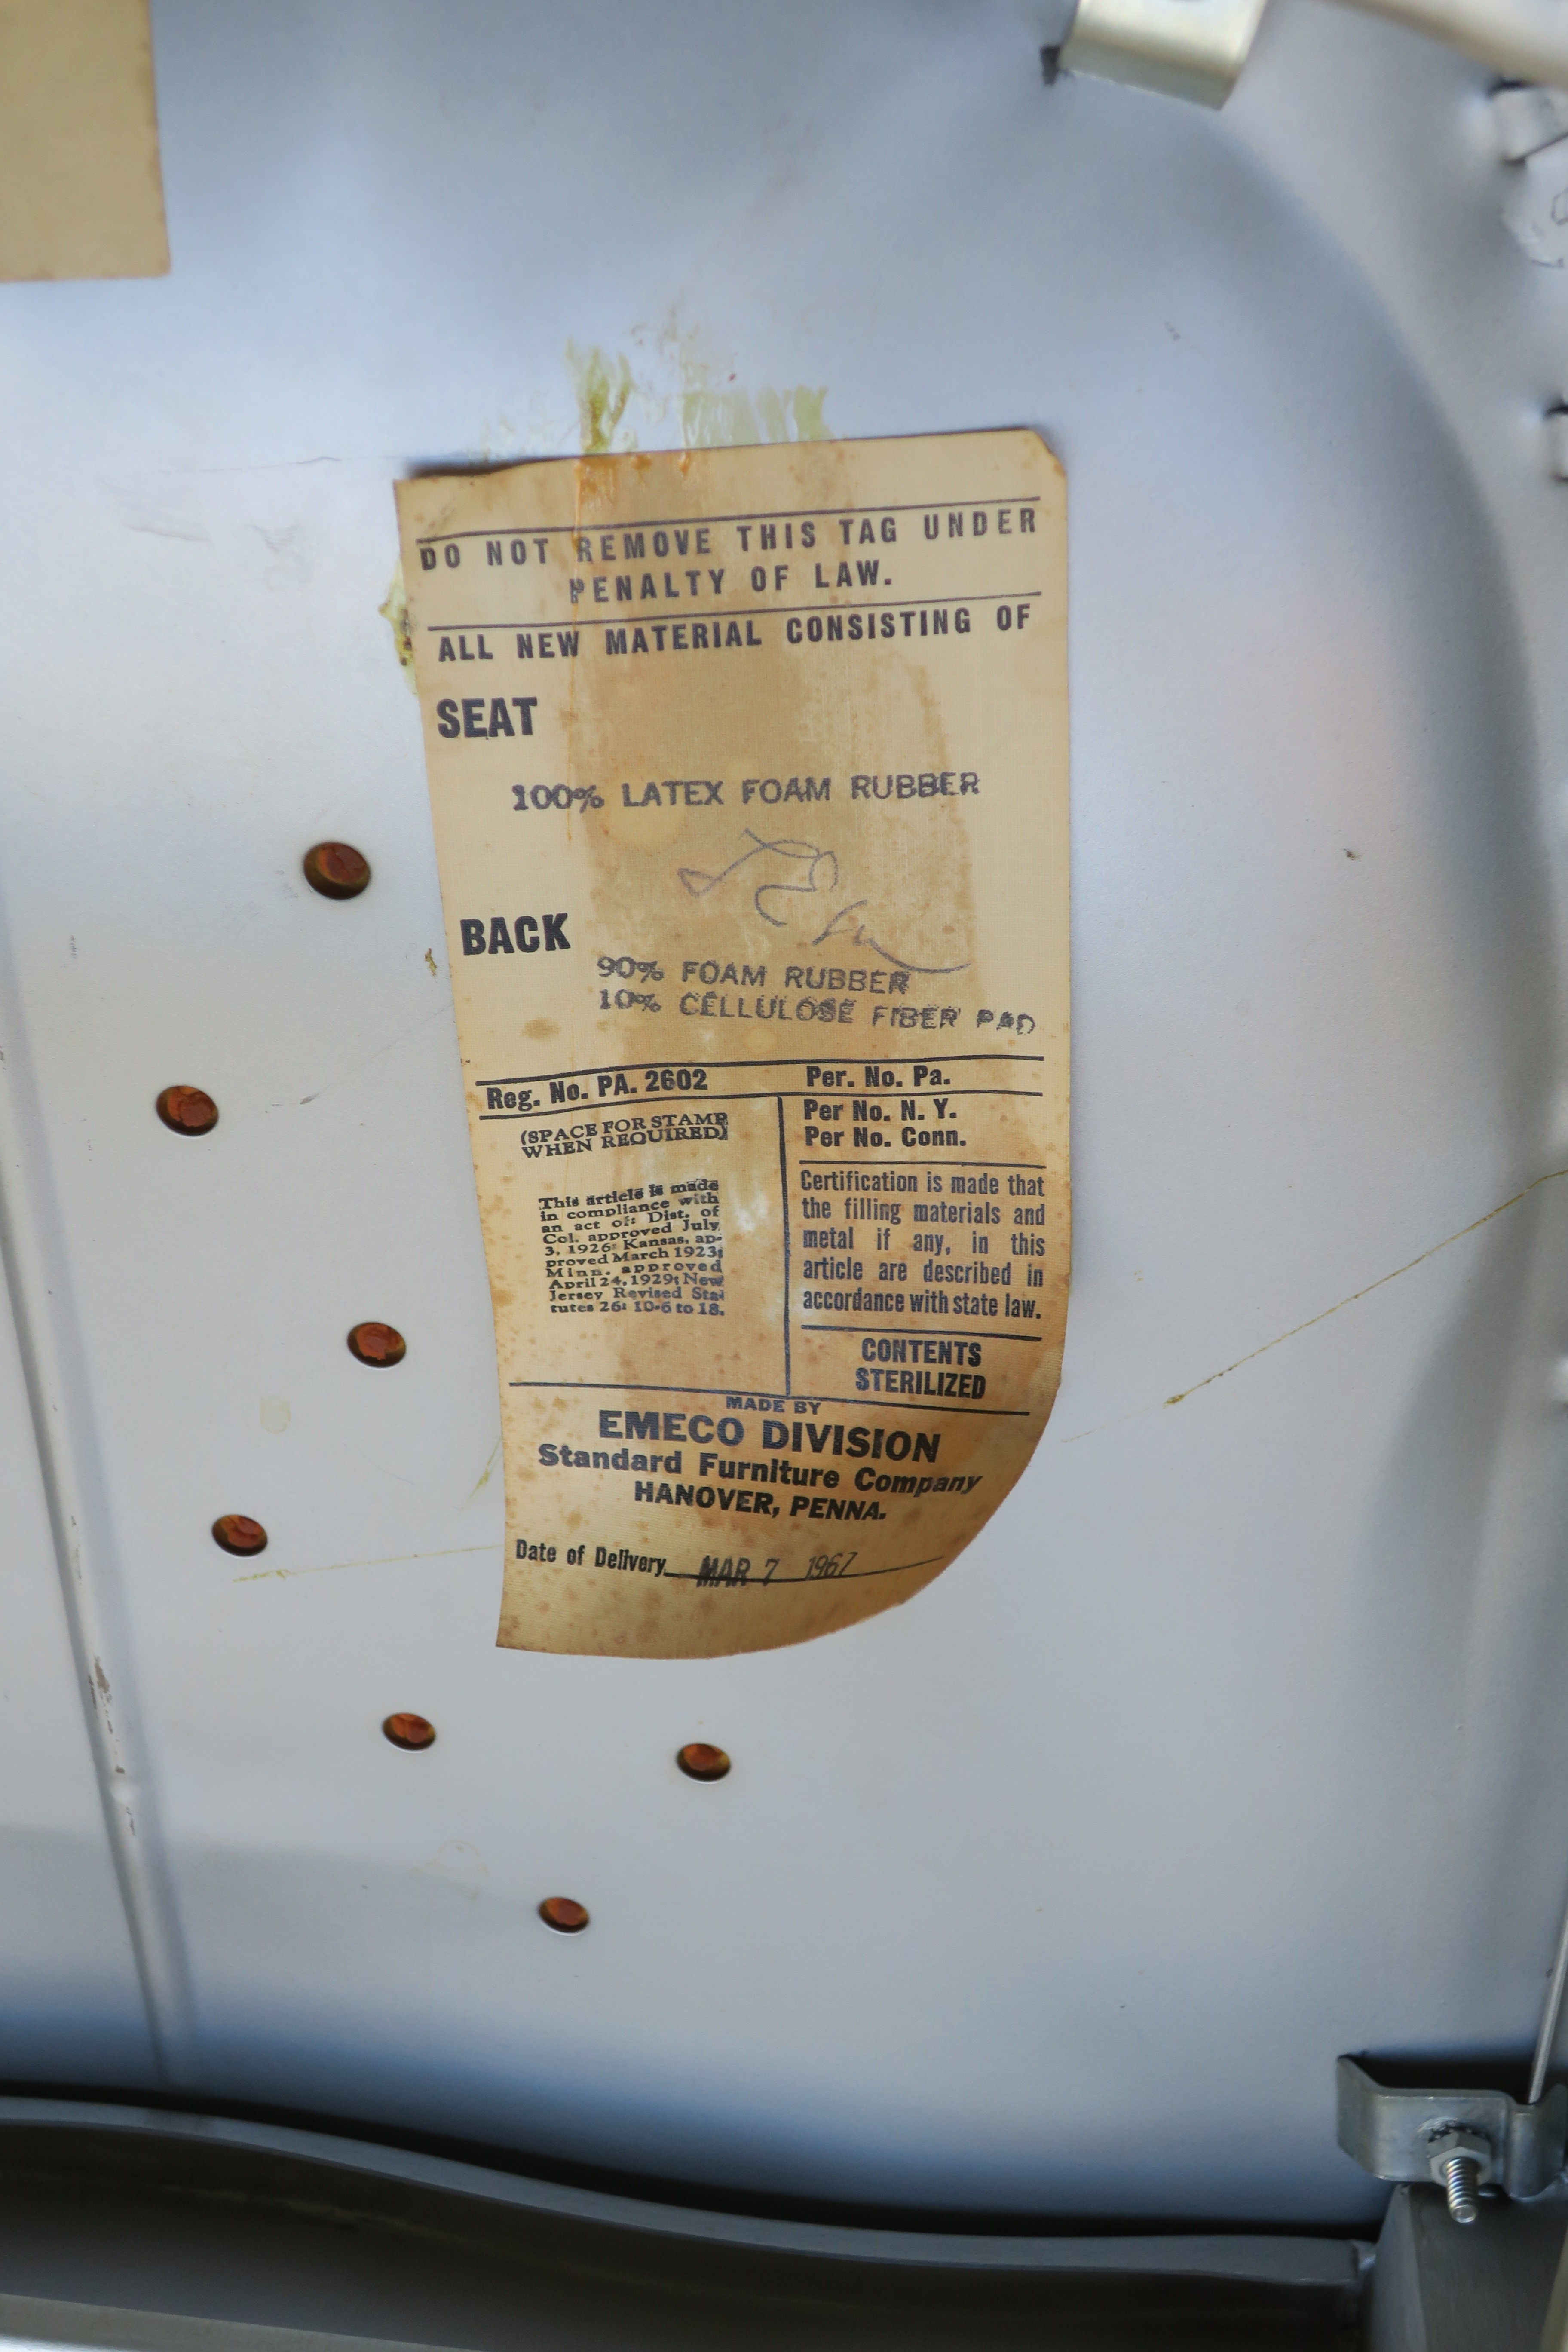 DO NOT REMOVE THIS TAG UNDER
PENALTY OF LAW.
ALL NEW MATERIAL CONSISTING OF
SEAT
100% LATEX FOAM RUBBER
BACK
90% FOAM RUBBER
10% CELLULOSE FIBER PAD
Reg. No. PA. 2602
(SPACE FOR STAMP
WHEN REQUIRED)
This article is made
in compliance with
an act of: Dist. of
Col. approved July
3, 1926: Kansas, ap-
proved March 1923;
Minn. approved
April 24, 1929; New
Jersey Revised Sta-
tutes 26: 10-6 to 18.
Per. No. Pa.
Per No. N. Y.
Per No. Conn.
Certification is made that
the filling materials and
metal if any, in this
article are described in
accordance with state law.
CONTENTS
STERILIZED
MADE BY
EMECO DIVISION
Standard Furniture Company
HANOVER, PENNA.
Date of Delivery MAR 7 1967